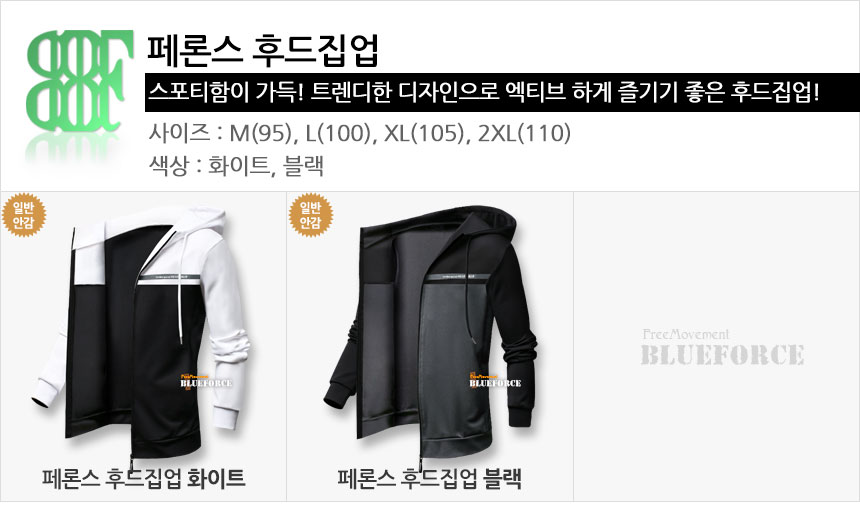 페론스 후드집업
스포티함이 가득! 트렌디한 디자인으로 엑티브 하게 즐기기 좋은 후드집업!
사이즈 : M(95), L(100), XL(105), 2XL(110)
색상 : 화이트, 블랙
일반
안감
FreeMovement
BLUEFORCE
페론스 후드집업 화이트
일반
안감
FreeMovement
BLUEFORCE
페론스 후드집업 블랙
FreeMovement
BLUEFORCE